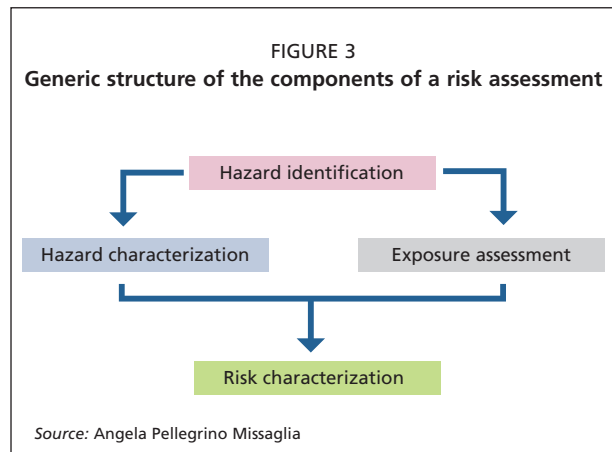 FIGURE 3
Generic structure of the components of a risk assessment
Hazard identification
Hazard characterization
Exposure assessment
Risk characterization
Source: Angela Pellegrino Missaglia